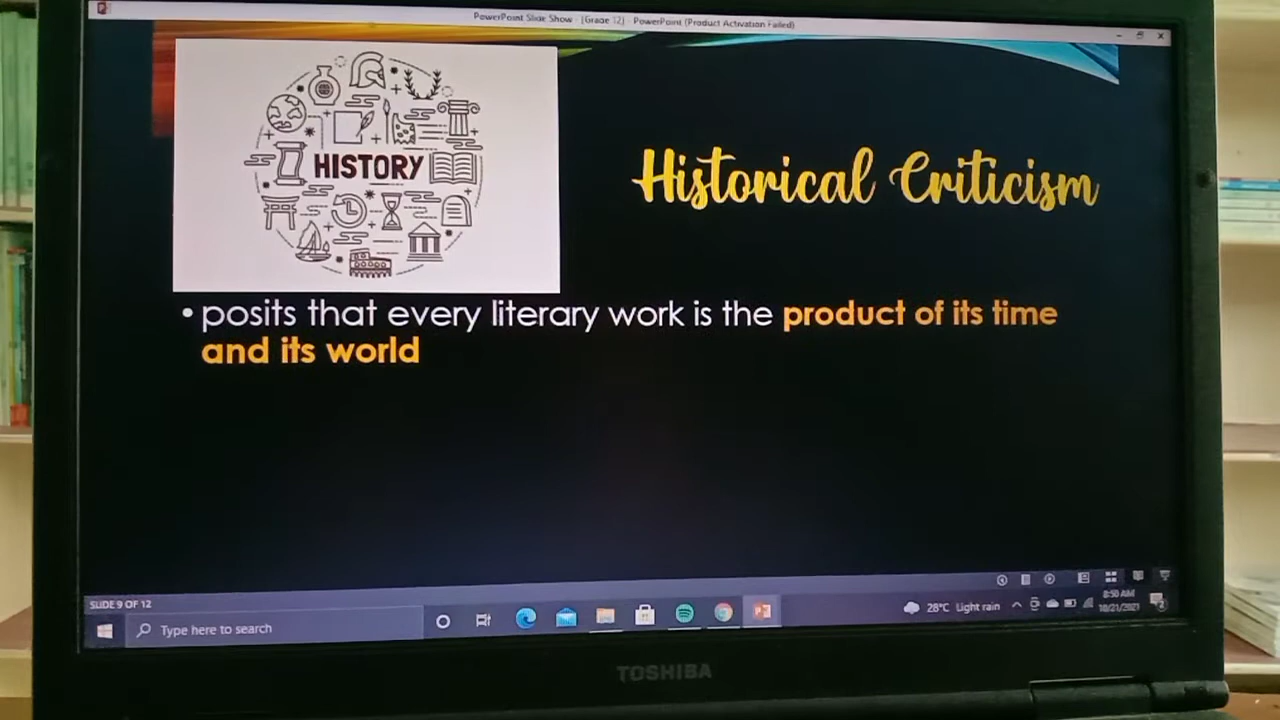 PowerPoint Slide Show - [Grade 12] - PowerPoint (Product Activation Failed)
HISTORY
Historical Criticism
• posits that every literary work is the product of its time
and its world
SLIDE 9 OF 12
Type here to search
28°C Light rain
8:50 AM
10/21/2021
TOSHIBA